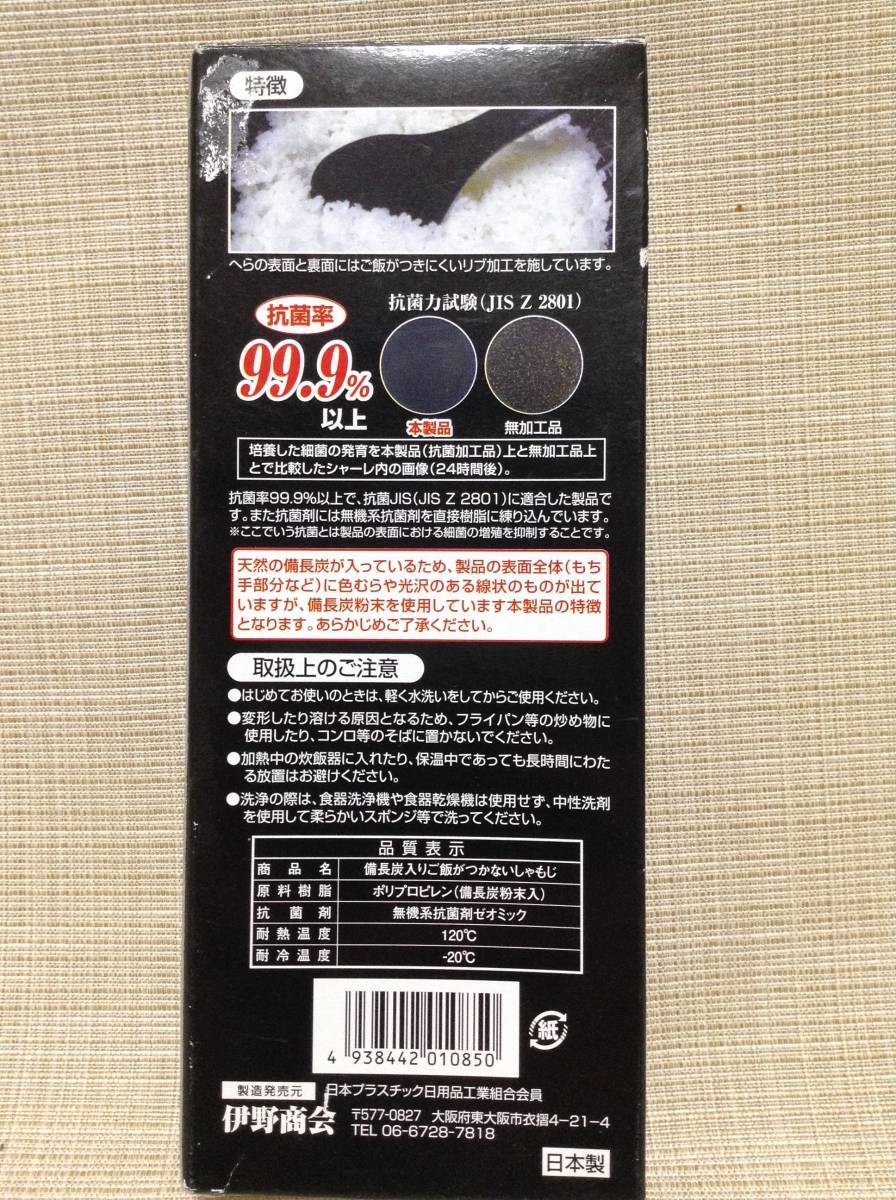 特徴
へらの表面と裏面にはご飯がつきにくいリブ加工を施しています。
抗菌率
99.9%
以上
抗菌力試験(JIS Z 2801)
本製品
無加工品
培養した細菌の発育を本製品(抗菌加工品)上と無加工品上
とで比較したシャーレ内の画像(24時間後)。
抗菌率99.9%以上で、抗菌JIS(JIS Z 2801)に適合した製品で
す。また抗菌剤には無機系抗菌剤を直接樹脂に練り込んでいます。
※ここでいう抗菌とは製品の表面における細菌の増殖を抑制することです。
天然の備長炭が入っているため、製品の表面全体(もち
手部分など)に色むらや光沢のある線状のものが出て
いますが、備長炭粉末を使用しています本製品の特徴
となります。あらかじめご了承ください。
取扱上のご注意
●はじめてお使いのときは、軽く水洗いをしてからご使用ください。
●変形したり溶ける原因となるため、フライパン等の炒め物に
使用したり、コンロ等のそばに置かないでください。
●加熱中の炊飯器に入れたり、保温中であっても長時間にわた
る放置はお避けください。
●洗浄の際は、食器洗浄機や食器乾燥機は使用せず、中性洗剤
を使用して柔らかいスポンジ等で洗ってください。
品質表示
商品名 備長炭入りご飯がつかないしゃもじ
原料樹脂 ポリプロピレン(備長炭粉末入)
抗菌剤 無機系抗菌剤ゼオミック
耐熱温度 120℃
耐冷温度 -20℃
4 938442 010850
紙
製造発売元 日本プラスチック日用品工業組合会員
伊野商会 〒577-0827 大阪府東大阪市衣摺4-21-4
TEL 06-6728-7818
日本製